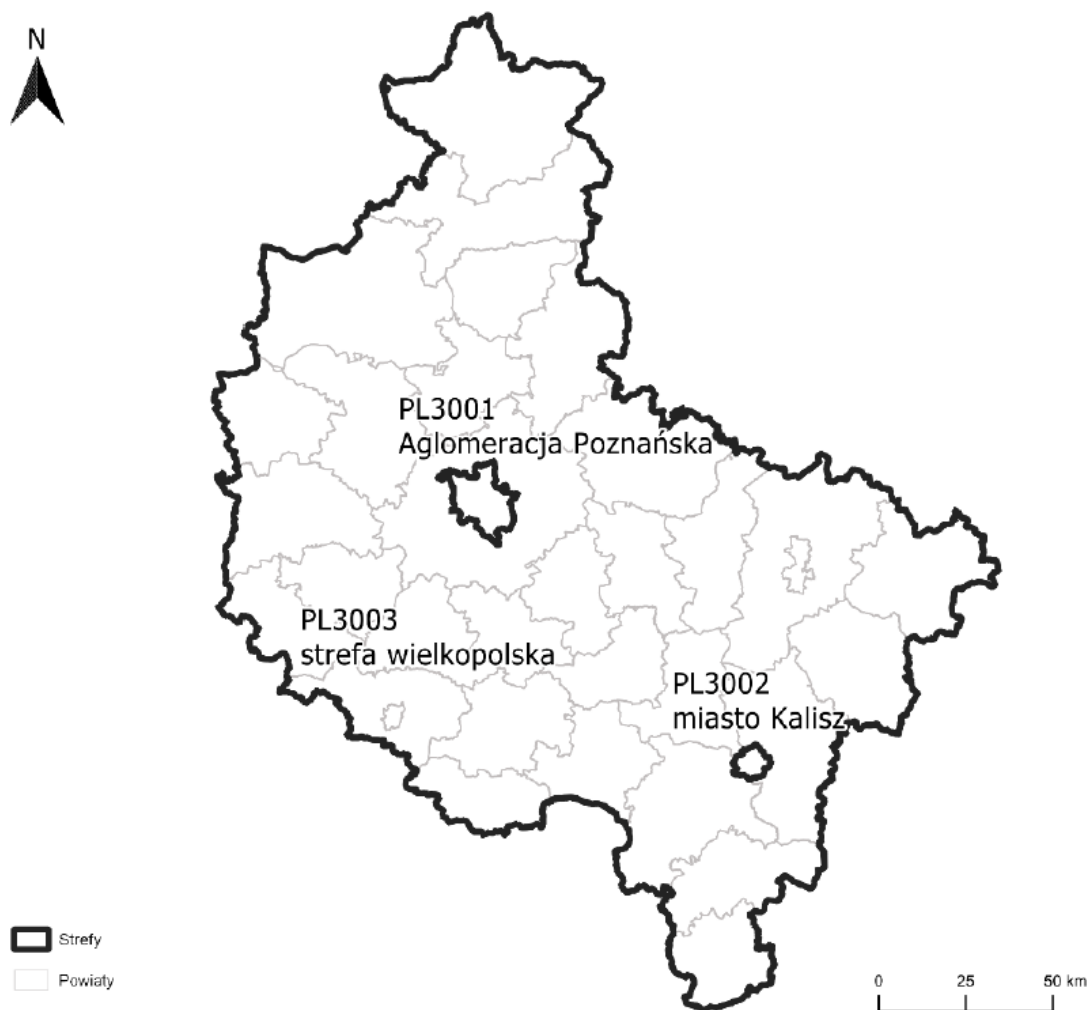 N
PL3001
Aglomeracja Poznańska
PL3003
strefa wielkopolska
PL3002
miasto Kalisz
Strefy
Powiaty
0 25 50 km